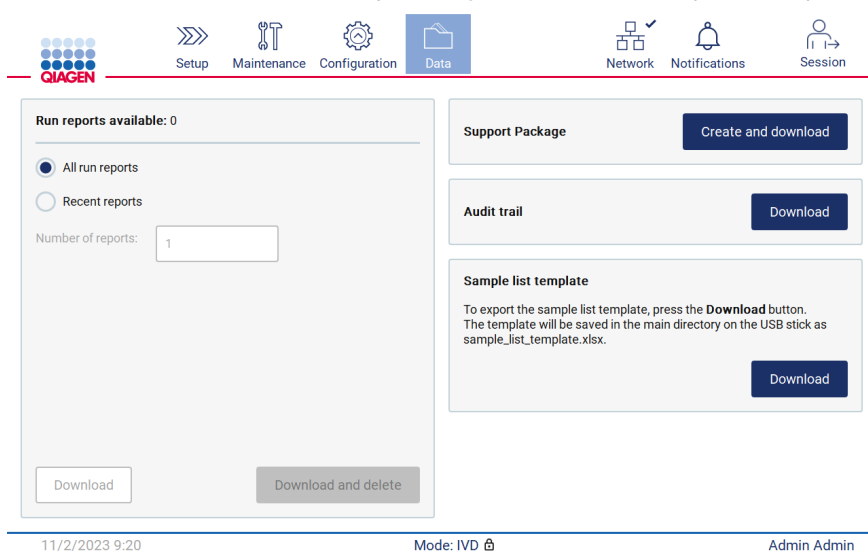 QIAGEN
Setup
Maintenance
Configuration
Data
Network
Notifications
Session
Run reports available: 0
All run reports
Recent reports
Number of reports:
1
Download
Download and delete
Support Package
Create and download
Audit trail
Download
Sample list template
To export the sample list template, press the Download button.
The template will be saved in the main directory on the USB stick as
sample_list_template.xlsx.
Download
11/2/2023 9:20
Mode: IVD
Admin Admin